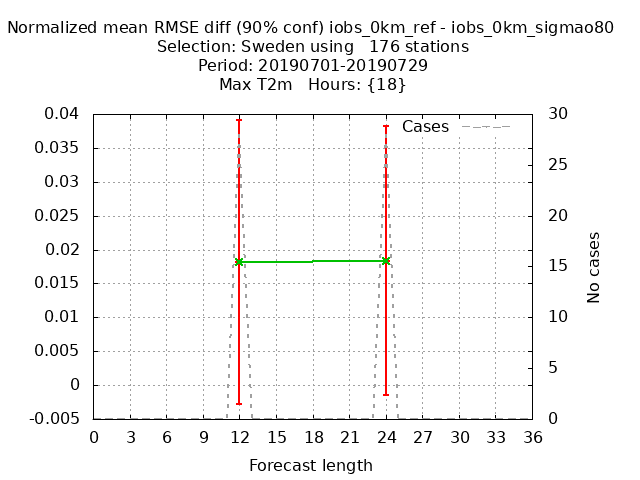 Normalized mean RMSE diff (90% conf) iobs_0km_ref - iobs_0km_sigmao80
Selection: Sweden using   176 stations
Period: 20190701-20190729
Max T2m   Hours: {18}
Cases
0.04
0.035
0.03
0.025
0.02
0.015
0.01
0.005
0
-0.005
30
25
20
15
10
5
0
No cases
0 3 6 9 12 15 18 21 24 27 30 33 36
Forecast length